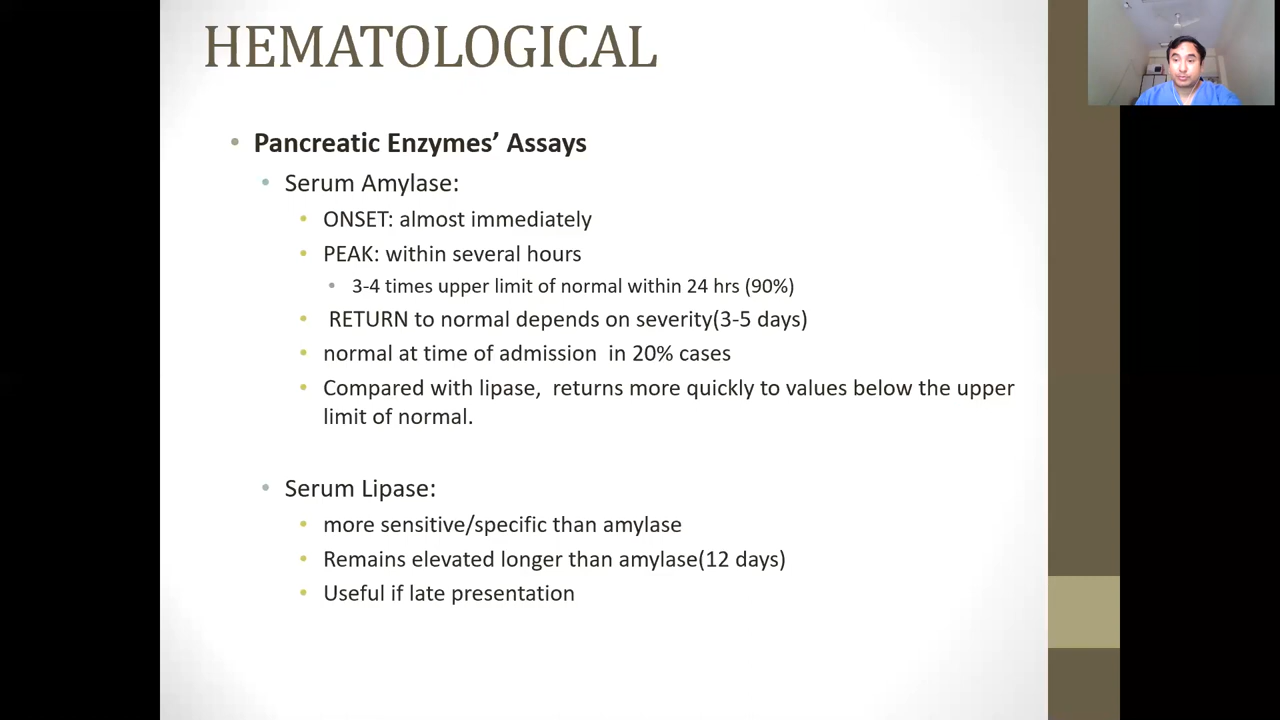 HEMATOLOGICAL
• Pancreatic Enzymes’ Assays
• Serum Amylase:
• ONSET: almost immediately
• PEAK: within several hours
• 3-4 times upper limit of normal within 24 hrs (90%)
• RETURN to normal depends on severity(3-5 days)
• normal at time of admission  in 20% cases
• Compared with lipase,  returns more quickly to values below the upper
limit of normal.
• Serum Lipase:
• more sensitive/specific than amylase
• Remains elevated longer than amylase(12 days)
• Useful if late presentation